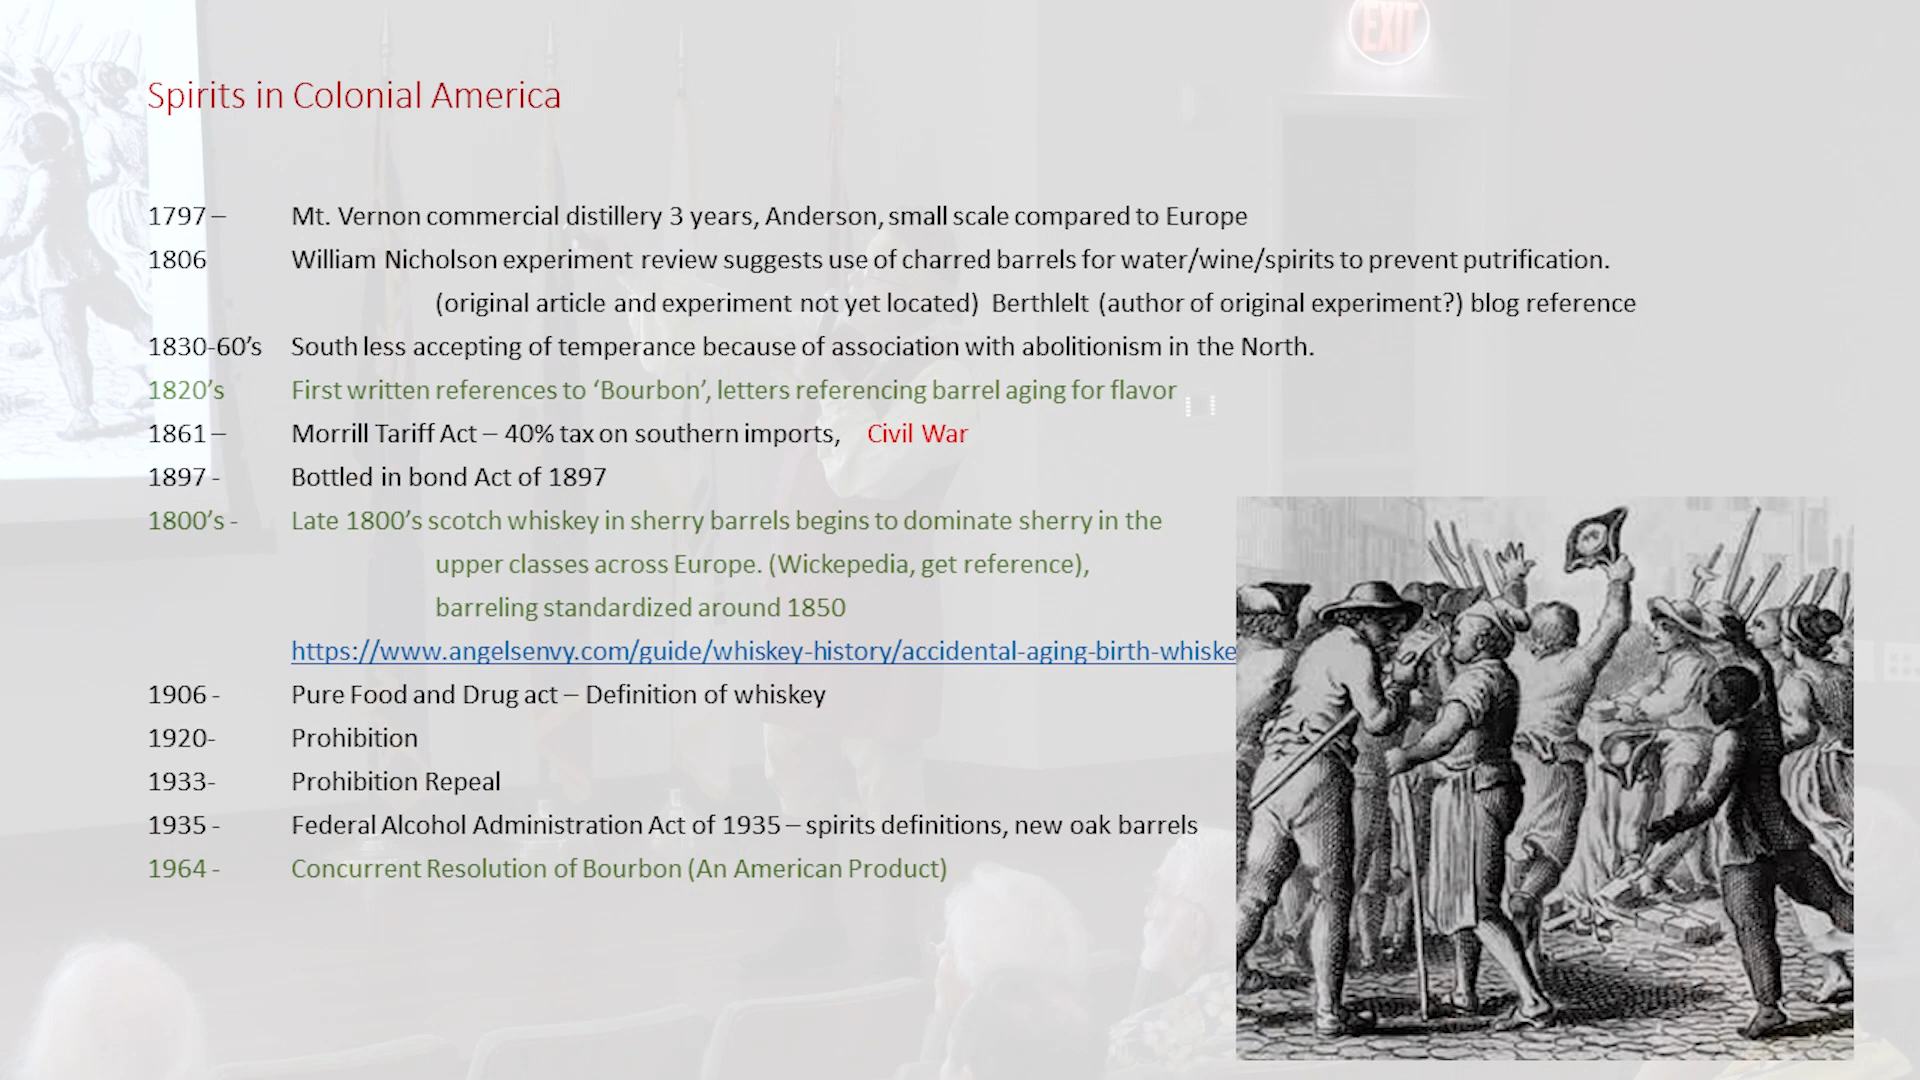 EXIT
Spirits in Colonial America
1797 – Mt. Vernon commercial distillery 3 years, Anderson, small scale compared to Europe
1806 William Nicholson experiment review suggests use of charred barrels for water/wine/spirits to prevent putrification.
(original article and experiment not yet located) Berthlelt (author of original experiment?) blog reference
1830-60’s South less accepting of temperance because of association with abolitionism in the North.
1820’s First written references to ‘Bourbon’, letters referencing barrel aging for flavor
1861 – Morrill Tariff Act – 40% tax on southern imports, Civil War
1897 - Bottled in bond Act of 1897
1800’s - Late 1800’s scotch whiskey in sherry barrels begins to dominate sherry in the
upper classes across Europe. (Wickepedia, get reference),
barreling standardized around 1850
https://www.angelsenvy.com/guide/whiskey-history/accidental-aging-birth-whiske
1906 - Pure Food and Drug act – Definition of whiskey
1920- Prohibition
1933- Prohibition Repeal
1935 - Federal Alcohol Administration Act of 1935 – spirits definitions, new oak barrels
1964 - Concurrent Resolution of Bourbon (An American Product)